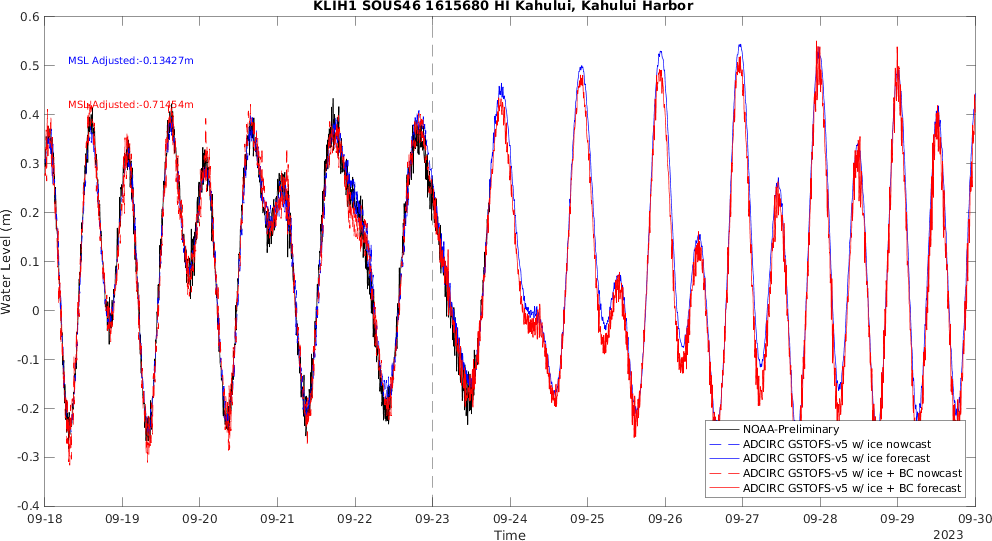 KLIH1 SOUS46 1615680 HI Kahului, Kahului Harbor
0.6
0.5
0.4
0.3
0.2
0.1
0
-0.1
-0.2
-0.3
-0.4
Water Level (m)
MSL Adjusted:-0.13427m
MSL Adjusted:-0.71454m
NOAA-Preliminary
ADCIRC GSTOFS-v5 w/ ice nowcast
ADCIRC GSTOFS-v5 w/ ice forecast
ADCIRC GSTOFS-v5 w/ ice + BC nowcast
ADCIRC GSTOFS-v5 w/ ice + BC forecast
09-18 09-19 09-20 09-21 09-22 09-23 09-24 09-25 09-26 09-27 09-28 09-29 09-30
Time
2023